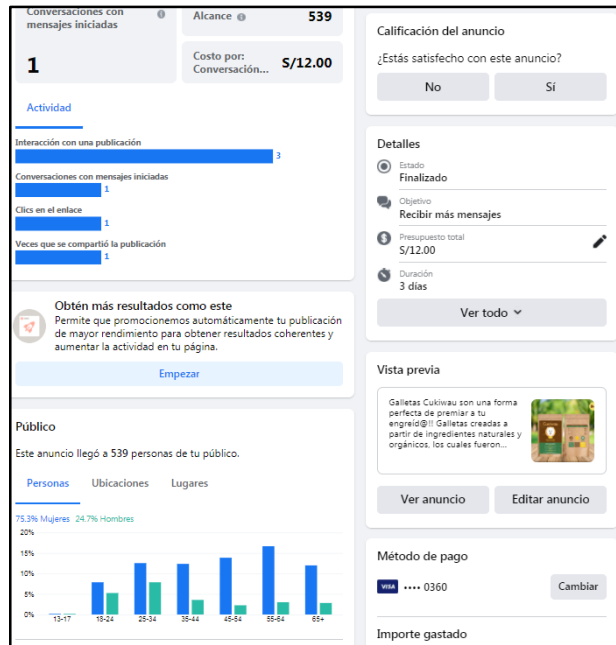 Conversaciones con
mensajes iniciadas
1
Alcance
539
Costo por:
Conversación...
S/12.00
Actividad
Interacción con una publicación
3
Conversaciones con mensajes iniciadas
1
Clics en el enlace
1
Veces que se compartió la publicación
1
Obtén más resultados como este
Permite que promocionemos automáticamente tu publicación
de mayor rendimiento para obtener resultados coherentes y
aumentar la actividad en tu página.
Empezar
Público
Este anuncio llegó a 539 personas de tu público.
Personas Ubicaciones Lugares
75.3% Mujeres 24.7% Hombres
20%
15%
10%
5%
0%
13-17 18-24 25-34 35-44 45-54 55-64 65+
Calificación del anuncio
¿Estás satisfecho con este anuncio?
No Sí
Detalles
Estado
Finalizado
Objetivo
Recibir más mensajes
Presupuesto total
S/12.00
Duración
3 días
Ver todo
Vista previa
Galletas Cukiwau son una forma
perfecta de premiar a tu
engreíd@!! Galletas creadas a
partir de ingredientes naturales y
orgánicos, los cuales fueron...
Ver anuncio Editar anuncio
Método de pago
VISA •••• 0360 Cambiar
Importe gastado